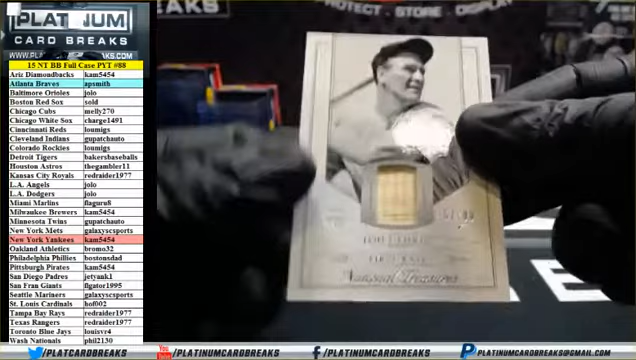 PLATINUM
CARD BREAKS
PROTECT • STORE • DISPLAY
15 NT BB Full Case PYT #88
Ariz Diamondbacks kam5454
Atlanta Braves apsmith
Baltimore Orioles jolo
Boston Red Sox sold
Chicago Cubs melly270
Chicago White Sox charge1491
Cincinnati Reds loumigs
Cleveland Indians gupatchauto
Colorado Rockies loumigs
Detroit Tigers bakersbaseballs
Houston Astros thegambler11
Kansas City Royals redraider1977
L.A. Angels jolo
L.A. Dodgers jolo
Miami Marlins flaguru8
Milwaukee Brewers kam5454
Minnesota Twins gupatchauto
New York Mets galaxyscsports
New York Yankees kam5454
Oakland Athletics bromo32
Philadelphia Phillies bostonsdad
Pittsburgh Pirates kam5454
San Diego Padres jetyank1
San Fran Giants flgator1995
Seattle Mariners galaxyscsports
St. Louis Cardinals hof002
Tampa Bay Rays redraider1977
Texas Rangers redraider1977
Toronto Blue Jays louisvr4
Wash Nationals phil2130
National Treasures
/PLATCARDBREAKS
You Tube /PLATINUMCARDBREAKS
f /PLATINUMCARDBREAKS
P PLATINUMCARDBREAKS@